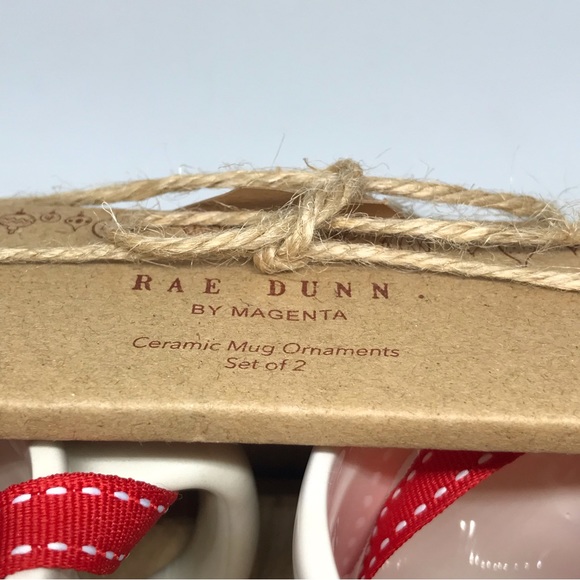 RAE DUNN.
BY MAGENTA
Ceramic Mug Ornaments
Set of 2